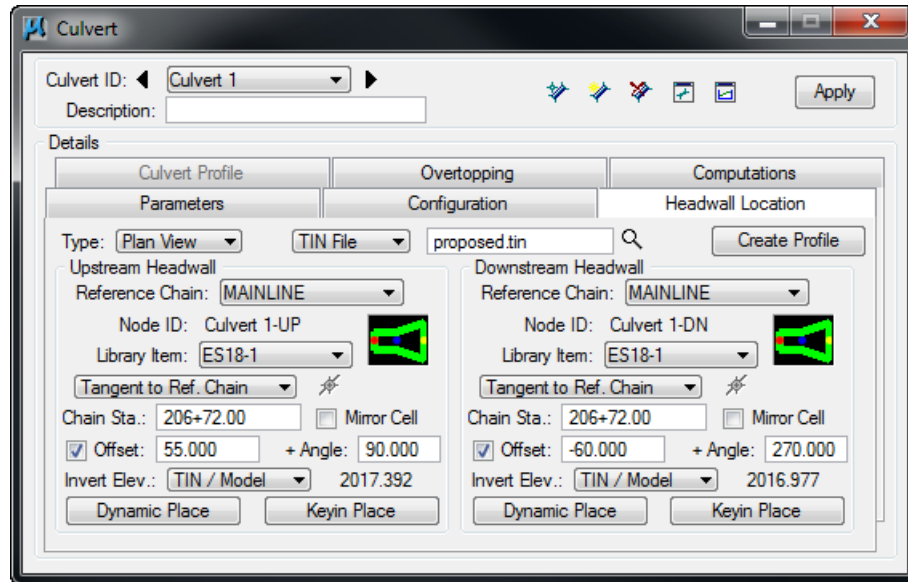 Culvert
Culvert ID: Culvert 1
Description:
Apply
Details
Culvert Profile Overtopping Computations
Parameters Configuration Headwall Location
Type: Plan View TIN File proposed.tin Create Profile
Upstream Headwall
Reference Chain: MAINLINE
Node ID: Culvert 1-UP
Library Item: ES18-1
Tangent to Ref. Chain
Chain Sta.: 206+72.00 Mirror Cell
Offset: 55.000 + Angle: 90.000
Invert Elev.: TIN / Model 2017.392
Dynamic Place Keyin Place
Downstream Headwall
Reference Chain: MAINLINE
Node ID: Culvert 1-DN
Library Item: ES18-1
Tangent to Ref. Chain
Chain Sta.: 206+72.00 Mirror Cell
Offset: -60.000 + Angle: 270.000
Invert Elev.: TIN / Model 2016.977
Dynamic Place Keyin Place